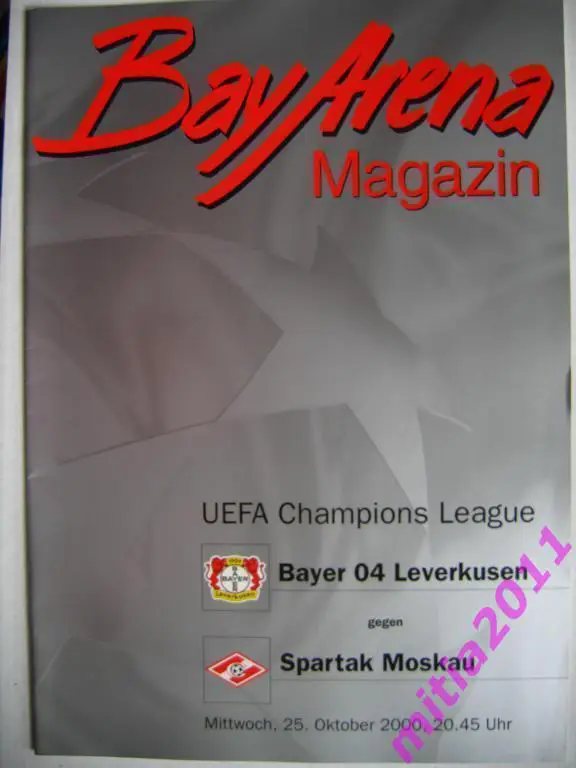 BayArena
Magazin
UEFA Champions League
Bayer 04 Leverkusen
gegen
Spartak Moskau
Mittwoch, 25. Oktober 2000, 20.45 Uhr
mitia2011